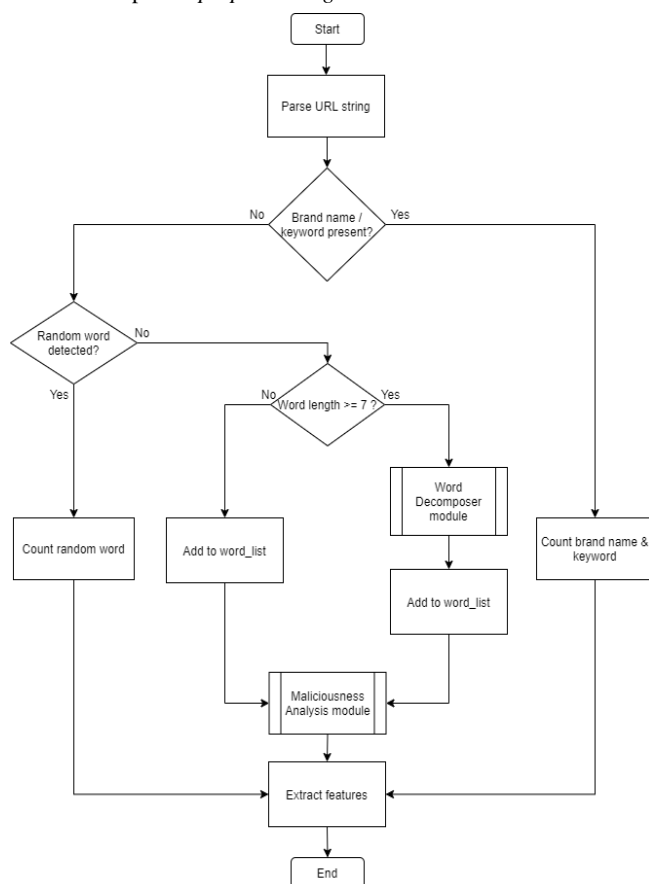 Start
Parse URL string
No
Brand name /
keyword present?
Yes
Random word
detected?
No
Yes
No
Word length >= 7 ?
Yes
Word
Decomposer
module
Count random word
Add to word_list
Count brand name &
keyword
Add to word_list
Maliciousness
Analysis module
Extract features
End